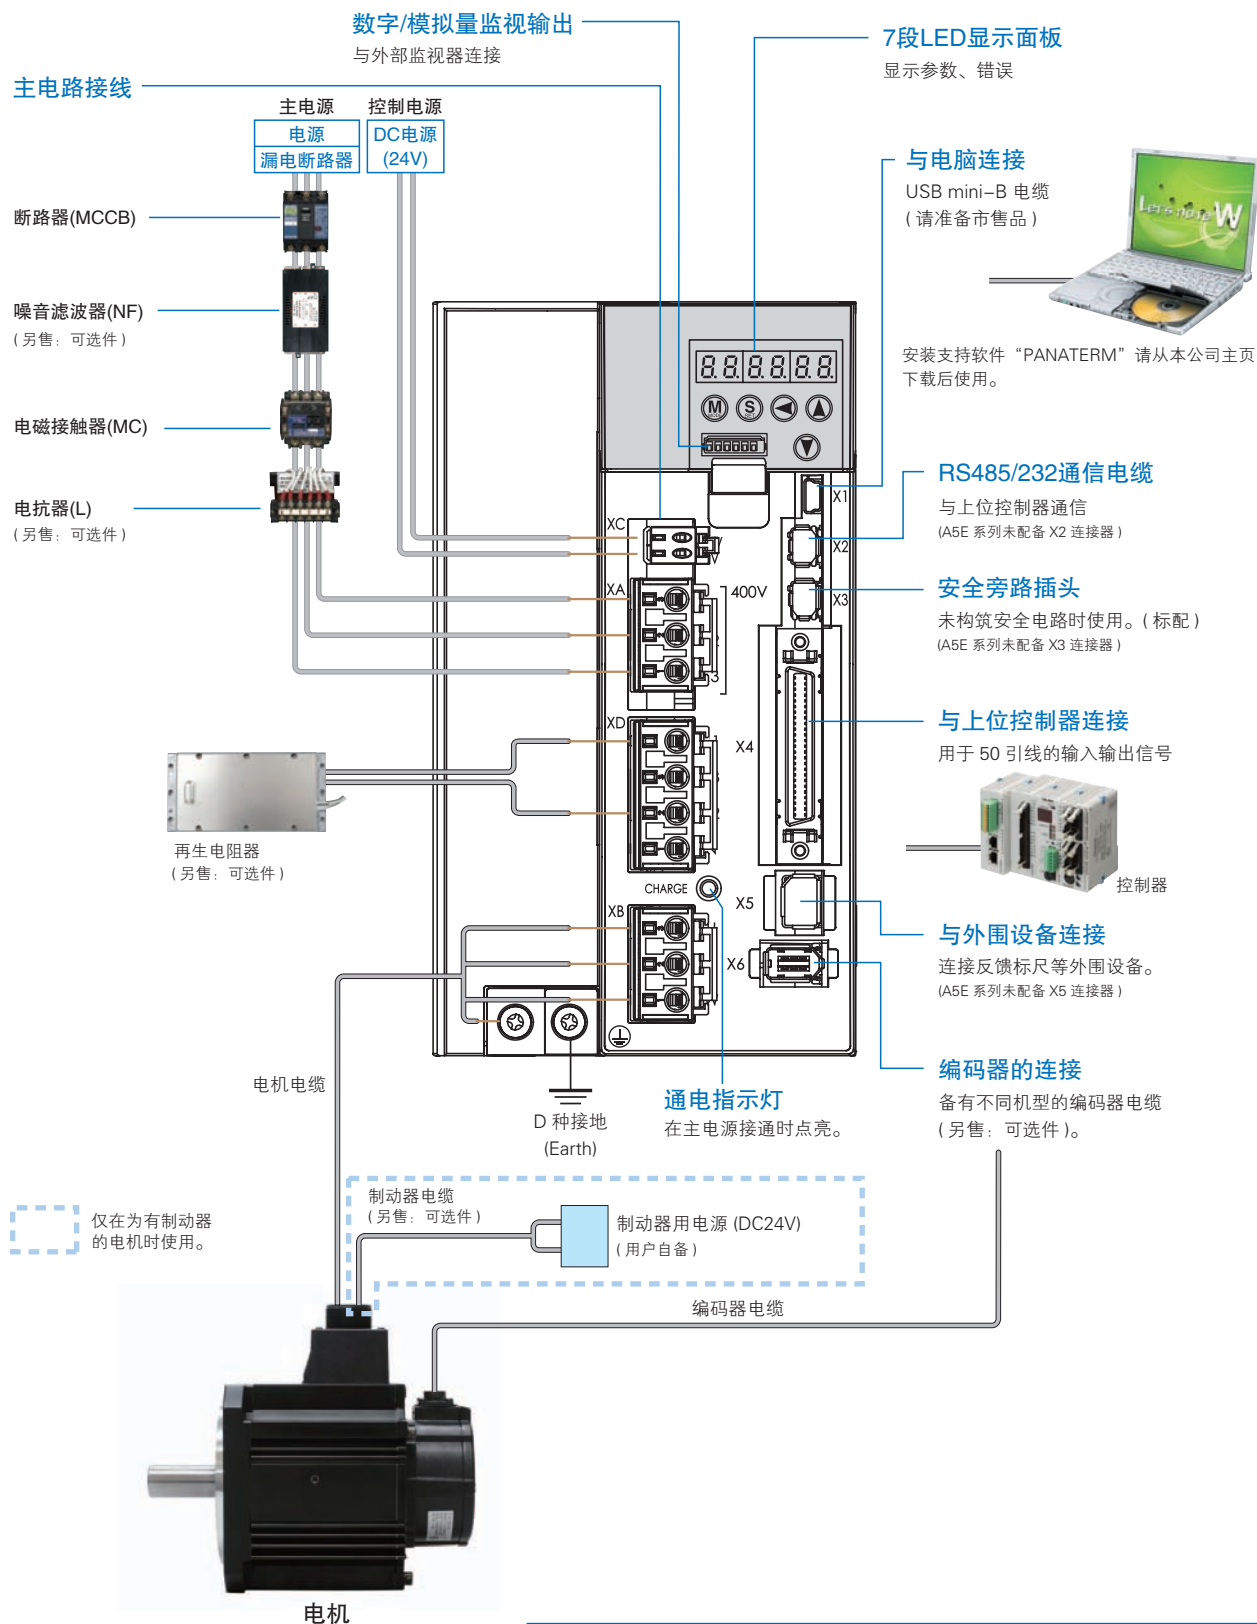 数字/模拟量监视输出
与外部监视器连接
7段LED显示面板
显示参数、错误
主电路接线
主电源
控制电源
电源
漏电断路器
DC电源
(24V)
与电脑连接
USB mini–B 电缆
(请准备市售品)
Let's note W
断路器(MCCB)
噪音滤波器(NF)
(另售：可选件)
安装支持软件“PANATERM”请从本公司主页
下载后使用。
M
S
电磁接触器(MC)
电抗器(L)
(另售：可选件)
RS485/232通信电缆
与上位控制器通信
(A5E 系列未配备 X2 连接器)
X1
X2
X3
XC
XA
400V
3
安全旁路插头
未构筑安全电路时使用。(标配)
(A5E 系列未配备 X3 连接器)
XD
X4
与上位控制器连接
用于 50 引线的输入输出信号
控制器
再生电阻器
(另售：可选件)
CHARGE
X5
XB
X6
与外围设备连接
连接反馈标尺等外围设备。
(A5E 系列未配备 X5 连接器)
编码器的连接
备有不同机型的编码器电缆
(另售：可选件)。
电机电缆
D 种接地
(Earth)
通电指示灯
在主电源接通时点亮。
制动器电缆
(另售：可选件)
制动器用电源 (DC24V)
(用户自备)
仅在为有制动器
的电机时使用。
编码器电缆
电机